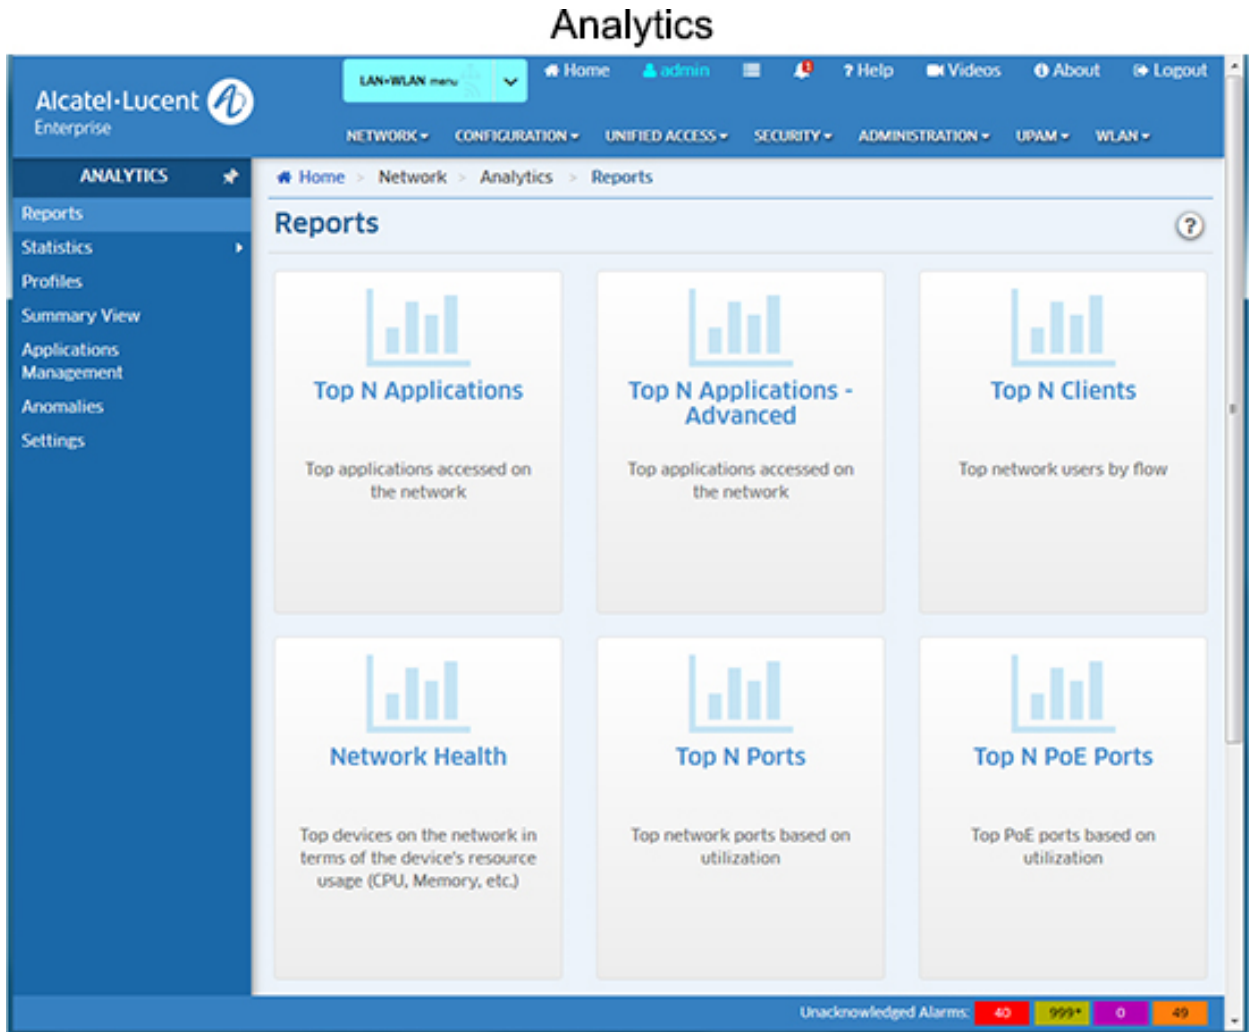 Analytics
Alcatel·Lucent
Enterprise
LAN+WLAN menu
Home
admin
? Help
Videos
About
Logout
NETWORK
CONFIGURATION
UNIFIED ACCESS
SECURITY
ADMINISTRATION
UPAM
WLAN
ANALYTICS
Reports
Statistics
Profiles
Summary View
Applications
Management
Anomalies
Settings
Home > Network > Analytics > Reports
Reports
?
Top N Applications
Top applications accessed on
the network
Top N Applications -
Advanced
Top applications accessed on
the network
Top N Clients
Top network users by flow
Network Health
Top devices on the network in
terms of the device's resource
usage (CPU, Memory, etc.)
Top N Ports
Top network ports based on
utilization
Top N PoE Ports
Top PoE ports based on
utilization
Unacknowledged Alarms: 40 999+ 0 49